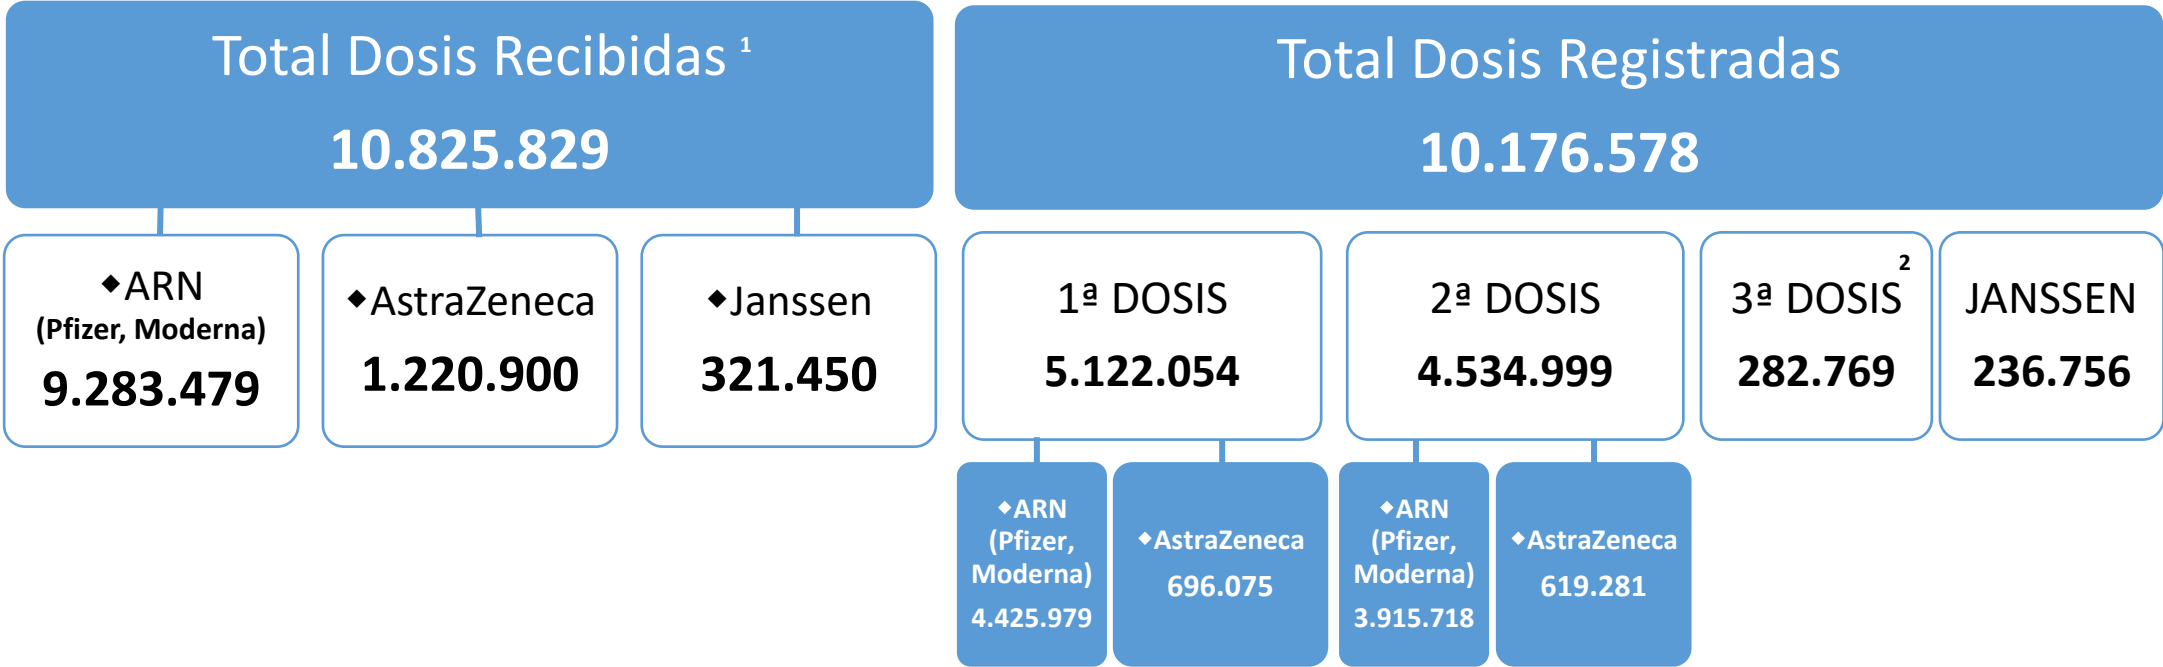 Total Dosis Recibidas 1
10.825.829
◆ARN
(Pfizer, Moderna)
9.283.479
◆AstraZeneca
1.220.900
◆Janssen
321.450
Total Dosis Registradas
10.176.578
1ª DOSIS
5.122.054
2ª DOSIS
4.534.999
3ª DOSIS 2
282.769
JANSSEN
236.756
◆ARN
(Pfizer,
Moderna)
4.425.979
◆AstraZeneca
696.075
◆ARN
(Pfizer,
Moderna)
3.915.718
◆AstraZeneca
619.281